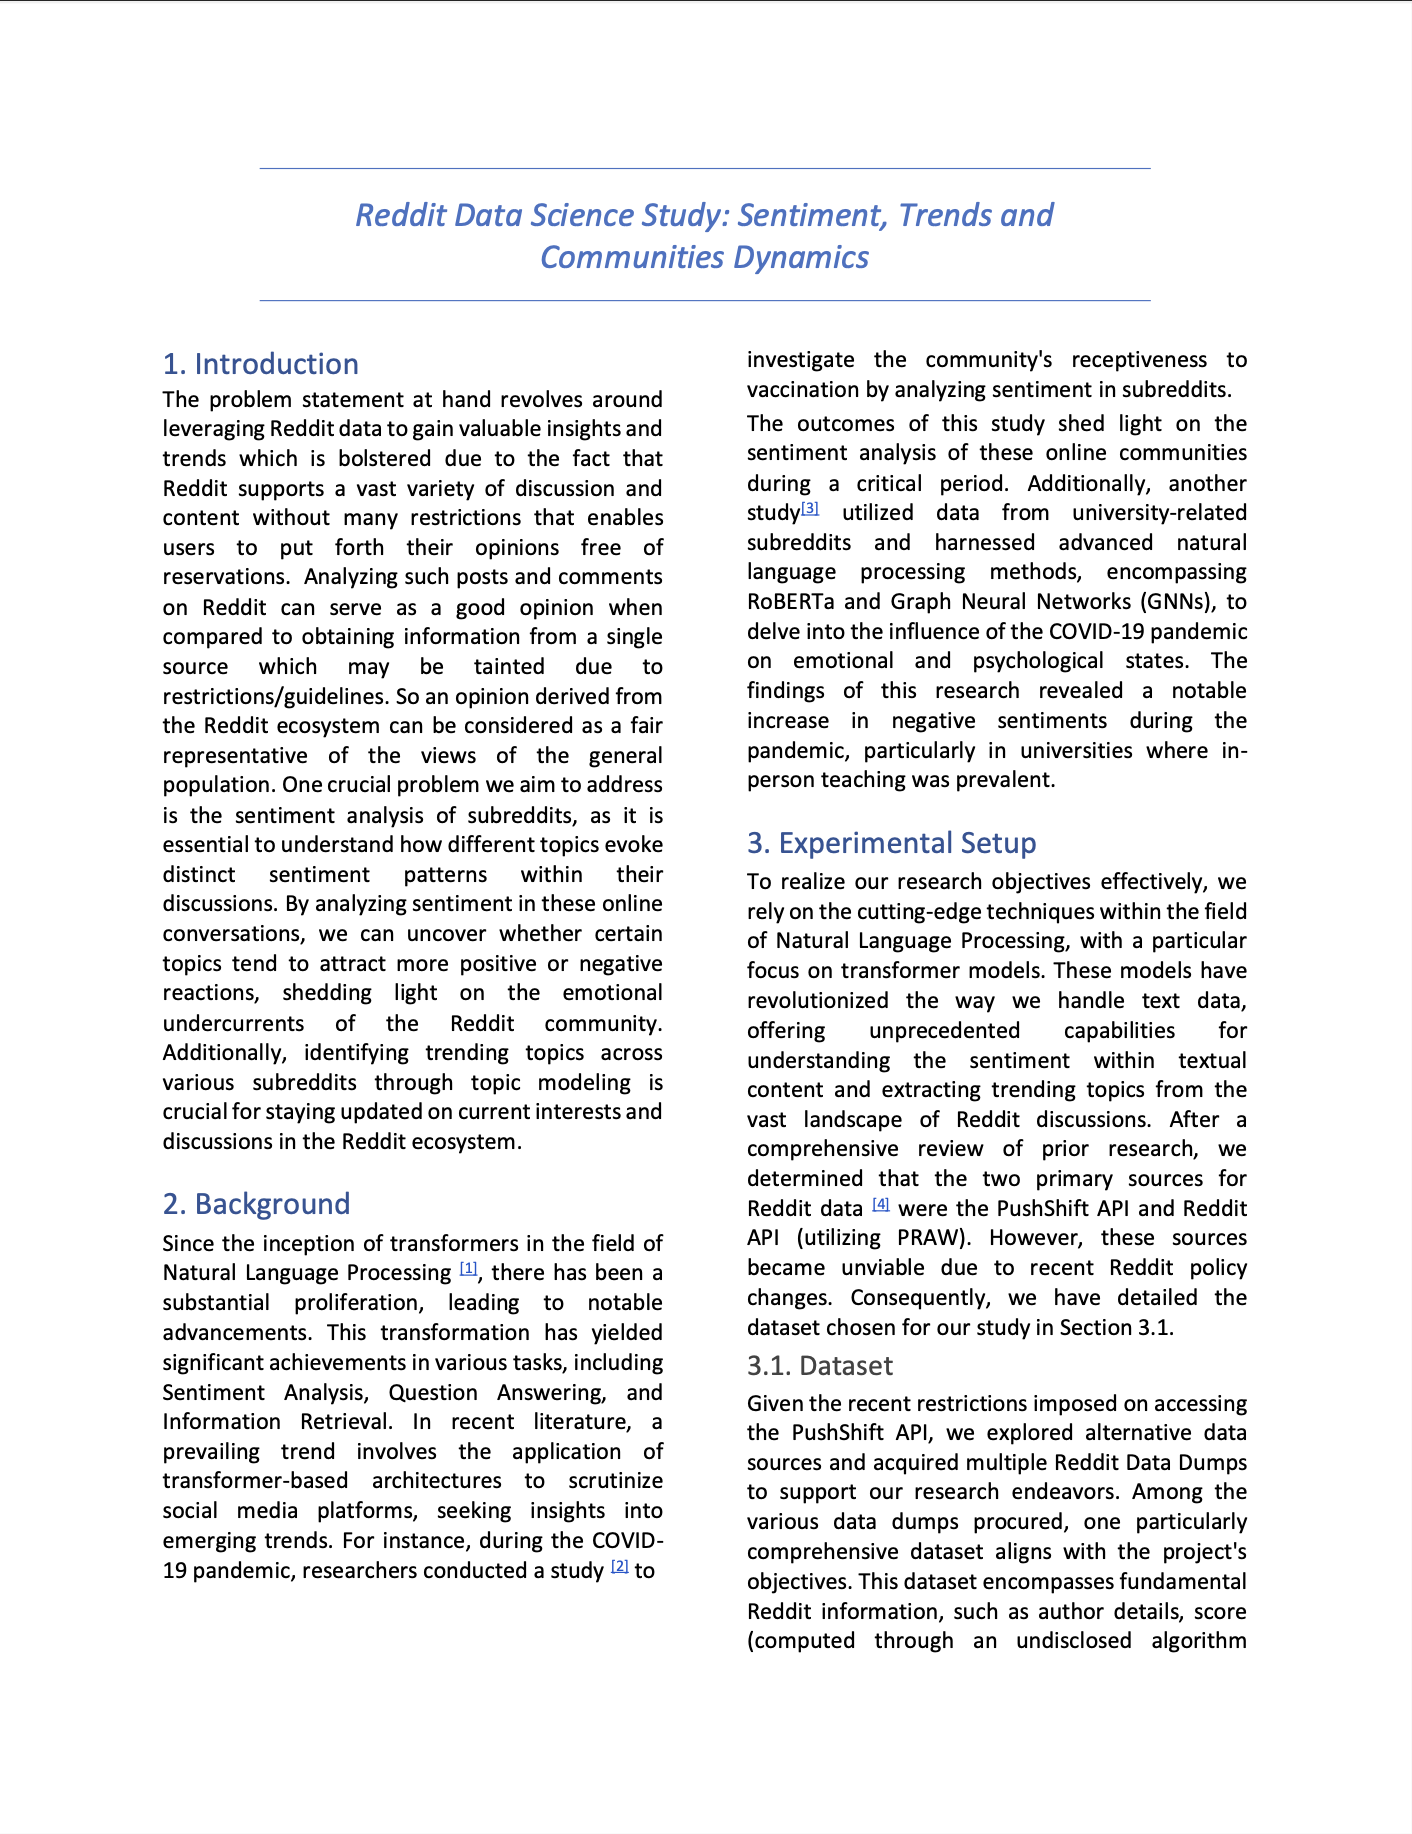 Reddit Data Science Study: Sentiment, Trends and
Communities Dynamics
1. Introduction
The problem statement at hand revolves around
leveraging Reddit data to gain valuable insights and
trends which is bolstered due to the fact that
Reddit supports a vast variety of discussion and
content without many restrictions that enables
users to put forth their opinions free of
reservations. Analyzing such posts and comments
on Reddit can serve as a good opinion when
compared to obtaining information from a single
source which may be tainted due to
restrictions/guidelines. So an opinion derived from
the Reddit ecosystem can be considered as a fair
representative of the views of the general
population. One crucial problem we aim to address
is the sentiment analysis of subreddits, as it is
essential to understand how different topics evoke
distinct sentiment patterns within their
discussions. By analyzing sentiment in these online
conversations, we can uncover whether certain
topics tend to attract more positive or negative
reactions, shedding light on the emotional
undercurrents of the Reddit community.
Additionally, identifying trending topics across
various subreddits through topic modeling is
crucial for staying updated on current interests and
discussions in the Reddit ecosystem.
2. Background
Since the inception of transformers in the field of
Natural Language Processing [1], there has been a
substantial proliferation, leading to notable
advancements. This transformation has yielded
significant achievements in various tasks, including
Sentiment Analysis, Question Answering, and
Information Retrieval. In recent literature, a
prevailing trend involves the application of
transformer-based architectures to scrutinize
social media platforms, seeking insights into
emerging trends. For instance, during the COVID-
19 pandemic, researchers conducted a study [2] to
investigate the community's receptiveness to
vaccination by analyzing sentiment in subreddits.
The outcomes of this study shed light on the
sentiment analysis of these online communities
during a critical period. Additionally, another
study[3] utilized data from university-related
subreddits and harnessed advanced natural
language processing methods, encompassing
RoBERTa and Graph Neural Networks (GNNs), to
delve into the influence of the COVID-19 pandemic
on emotional and psychological states. The
findings of this research revealed a notable
increase in negative sentiments during the
pandemic, particularly in universities where in-
person teaching was prevalent.
3. Experimental Setup
To realize our research objectives effectively, we
rely on the cutting-edge techniques within the field
of Natural Language Processing, with a particular
focus on transformer models. These models have
revolutionized the way we handle text data,
offering unprecedented capabilities for
understanding the sentiment within textual
content and extracting trending topics from the
vast landscape of Reddit discussions. After a
comprehensive review of prior research, we
determined that the two primary sources for
Reddit data [4] were the PushShift API and Reddit
API (utilizing PRAW). However, these sources
became unviable due to recent Reddit policy
changes. Consequently, we have detailed the
dataset chosen for our study in Section 3.1.
3.1. Dataset
Given the recent restrictions imposed on accessing
the PushShift API, we explored alternative data
sources and acquired multiple Reddit Data Dumps
to support our research endeavors. Among the
various data dumps procured, one particularly
comprehensive dataset aligns with the project's
objectives. This dataset encompasses fundamental
Reddit information, such as author details, score
(computed through an undisclosed algorithm